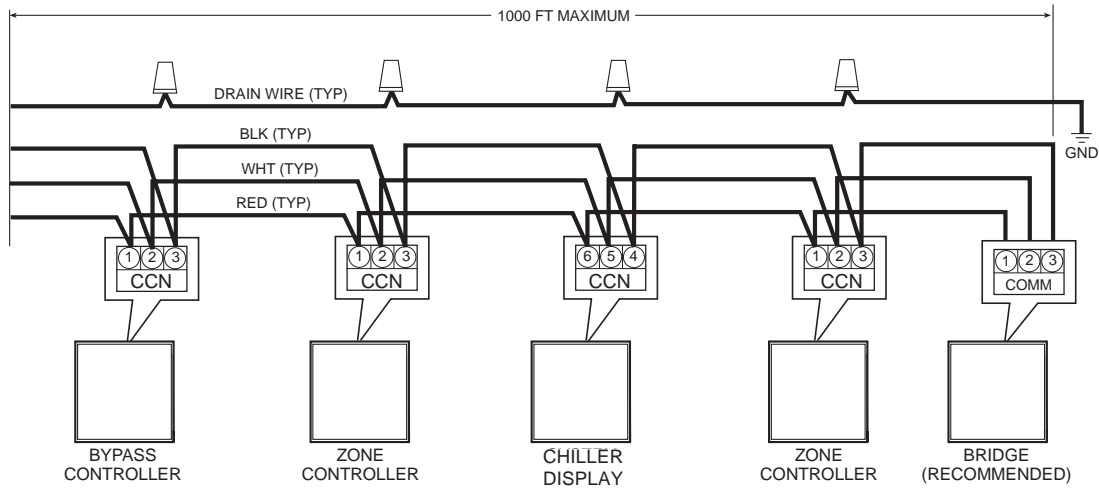 1000 FT MAXIMUM
DRAIN WIRE (TYP)
BLK (TYP)
GND
WHT (TYP)
RED (TYP)
1 2 3
CCN
1 2 3
CCN
6 5 4
CCN
1 2 3
CCN
1 2 3
COMM
BYPASS
CONTROLLER
ZONE
CONTROLLER
CHILLER
DISPLAY
ZONE
CONTROLLER
BRIDGE
(RECOMMENDED)